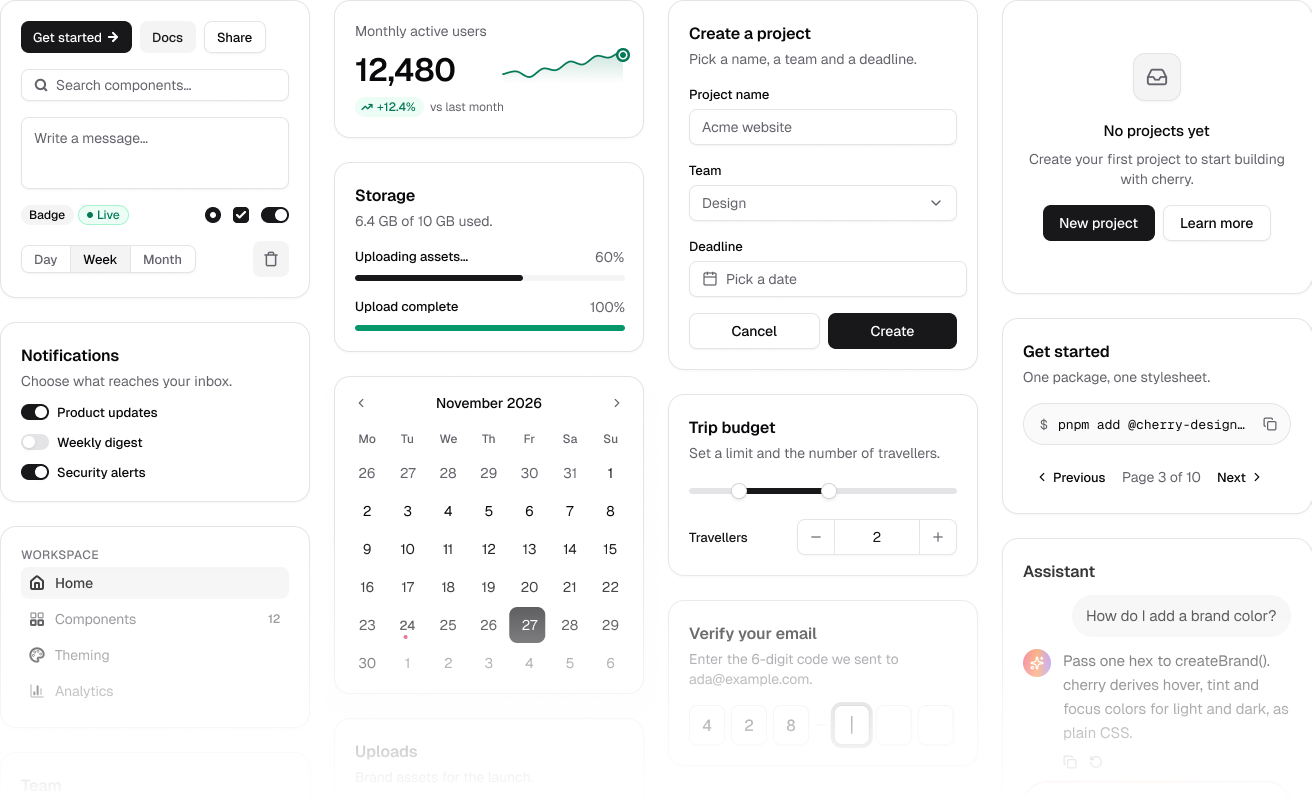 Get started
Docs
Share
Search components…
Write a message…
Badge
Live
Day
Week
Month
Notifications
Choose what reaches your inbox.
Product updates
Weekly digest
Security alerts
WORKSPACE
Home
Components 12
Theming
Analytics
Team
Monthly active users
12,480
+12.4% vs last month
Storage
6.4 GB of 10 GB used.
Uploading assets… 60%
Upload complete 100%
November 2026
Mo Tu We Th Fr Sa Su
26 27 28 29 30 31 1
2 3 4 5 6 7 8
9 10 11 12 13 14 15
16 17 18 19 20 21 22
23 24 25 26 27 28 29
30 1 2 3 4 5 6
Uploads
Brand assets for the launch.
Create a project
Pick a name, a team and a deadline.
Project name
Acme website
Team
Design
Deadline
Pick a date
Cancel
Create
Trip budget
Set a limit and the number of travellers.
Travellers
2
Verify your email
Enter the 6-digit code we sent to
ada@example.com.
4 2 8
No projects yet
Create your first project to start building
with cherry.
New project
Learn more
Get started
One package, one stylesheet.
$ pnpm add @cherry-design…
Previous
Page 3 of 10
Next
Assistant
How do I add a brand color?
Pass one hex to createBrand().
cherry derives hover, tint and
focus colors for light and dark, as
plain CSS.